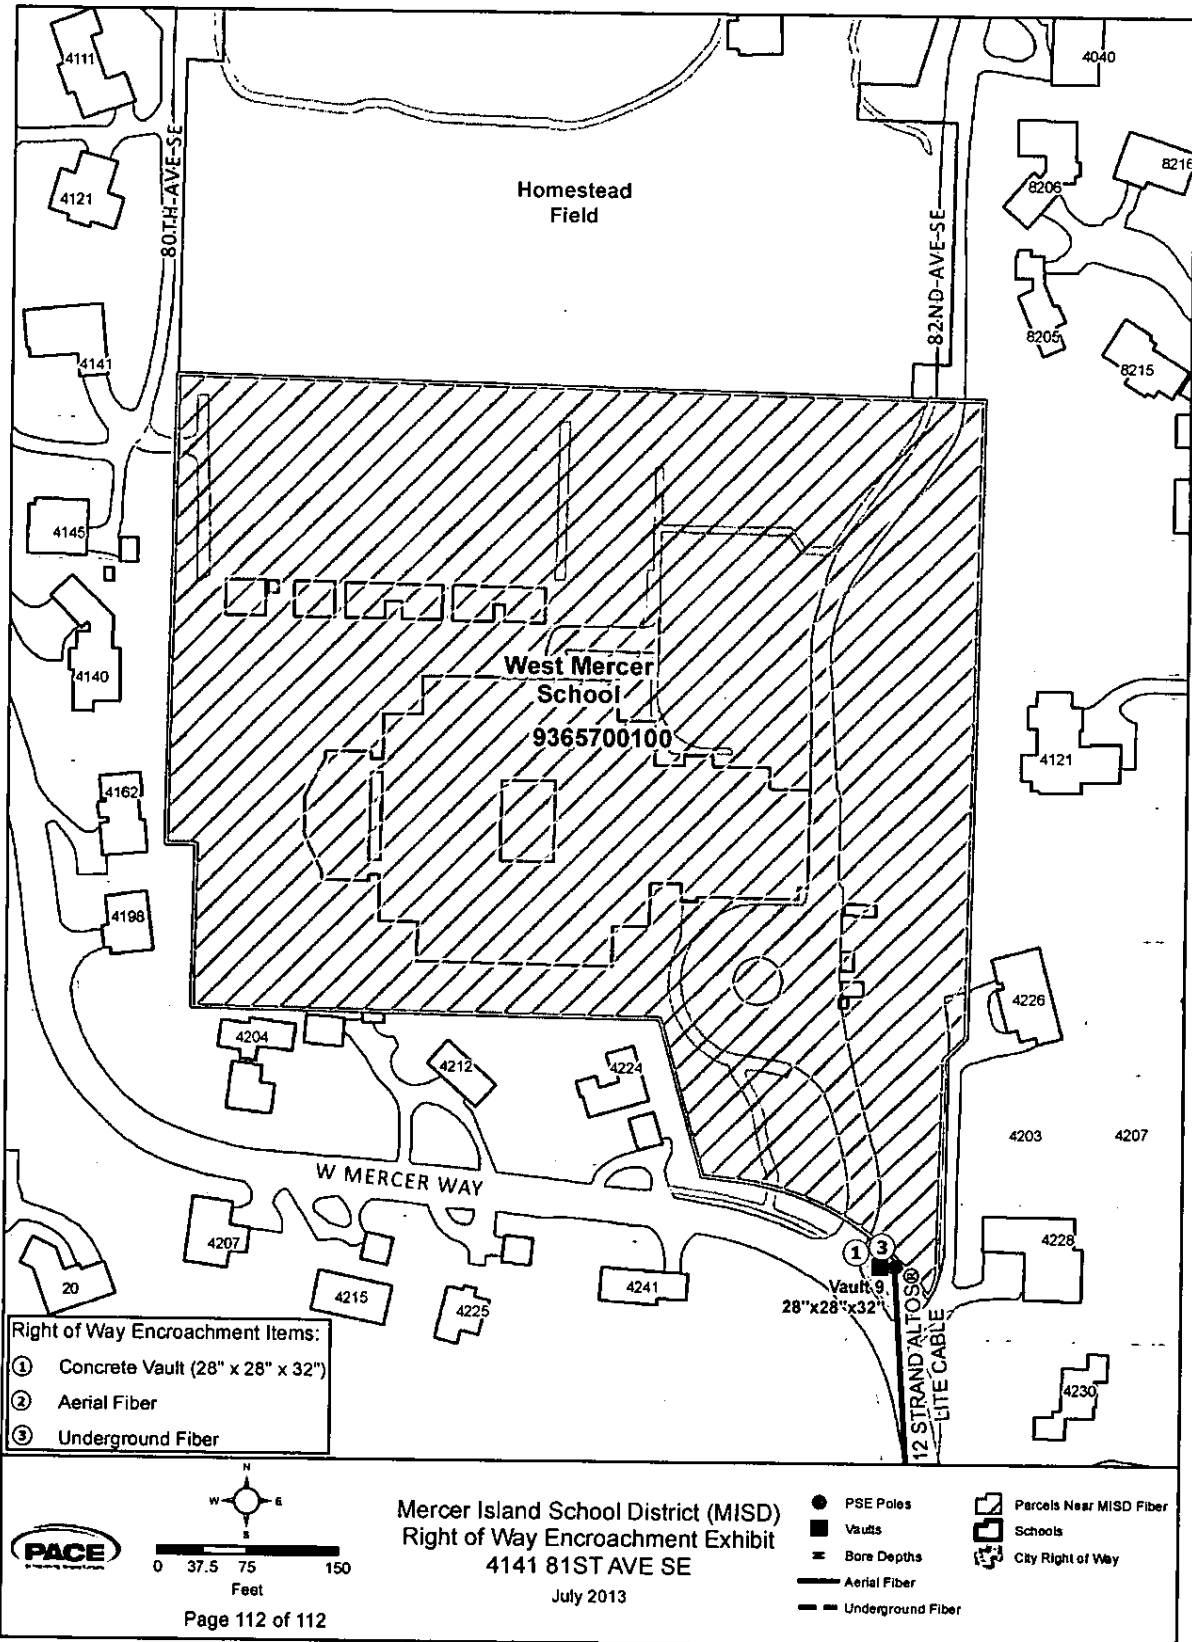 4111
4040
80TH-AVE-SE
4121
Homestead
Field
8206
8216
82ND-AVE-SE
8205
8215
4141
4145
4140
West Mercer
School
9365700100
4121
4162
4198
4226
4204
4212
4224
4203
4207
W MERCER WAY
4207
1
3
4228
20
4215
4225
4241
Vault 9
28"x28"x32"
12 STRAND ALTOS®
LITE CABLE
4230
Right of Way Encroachment Items:
1 Concrete Vault (28" x 28" x 32")
2 Aerial Fiber
3 Underground Fiber
N
W E
S
PACE
0 37.5 75 150
Feet
Page 112 of 112
Mercer Island School District (MISD)
Right of Way Encroachment Exhibit
4141 81ST AVE SE
July 2013
PSE Poles
Vaults
Bore Depths
Aerial Fiber
Underground Fiber
Parcels Near MISD Fiber
Schools
City Right of Way